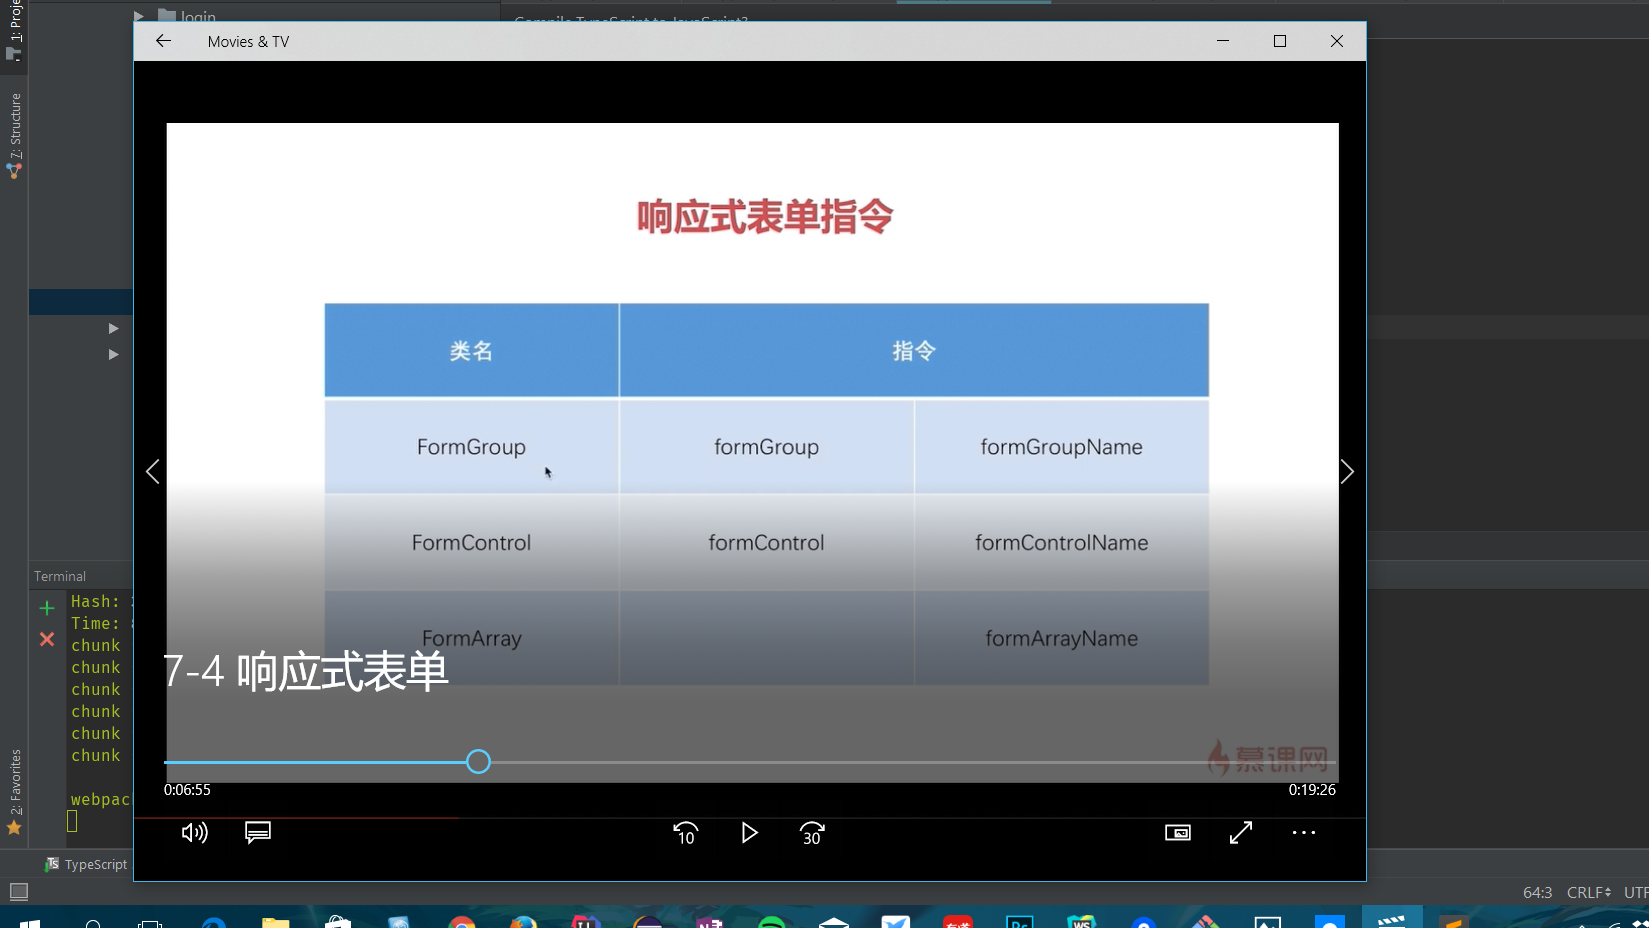 1: Proje
login
Compile TypeScript to JavaScript?
Movies & TV
7: Structure
响应式表单指令
类名
指令
FormGroup
formGroup
formGroupName
FormControl
formControl
formControlName
FormArray
formArrayName
7-4 响应式表单
慕课网
0:06:55
0:19:26
10
30
Terminal
Hash:
Time:
chunk
chunk
chunk
chunk
chunk
chunk
webpac
2: Favorites
TypeScript
64:3
CRLF
UTF